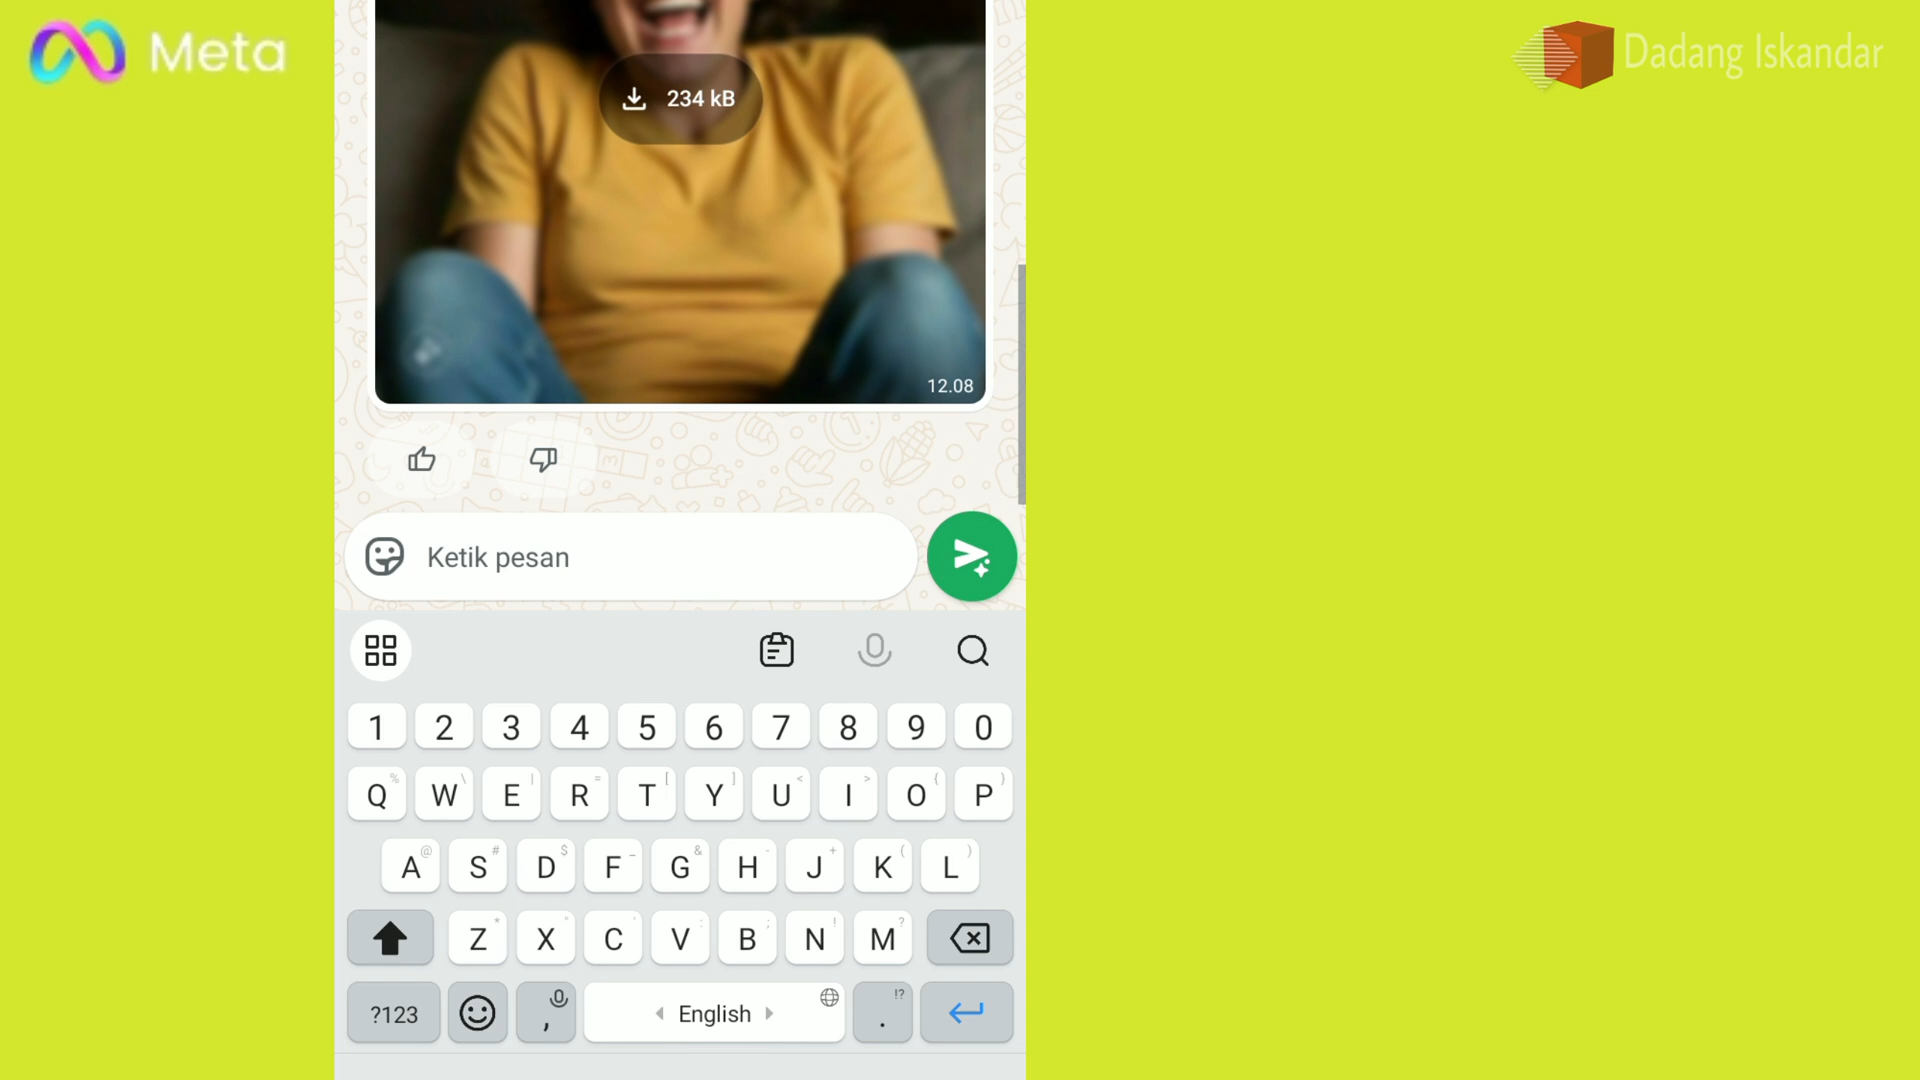 Meta
Dadang Iskandar
234 kB
12.08
Ketik pesan
1 2 3 4 5 6 7 8 9 0
% \ | = [ ] < > { }
Q W E R T Y U I O P
@ # $ _ & - + ( )
A S D F G H J K L
* " ' : ; ! ?
Z X C V B N M
?123 , English !? .